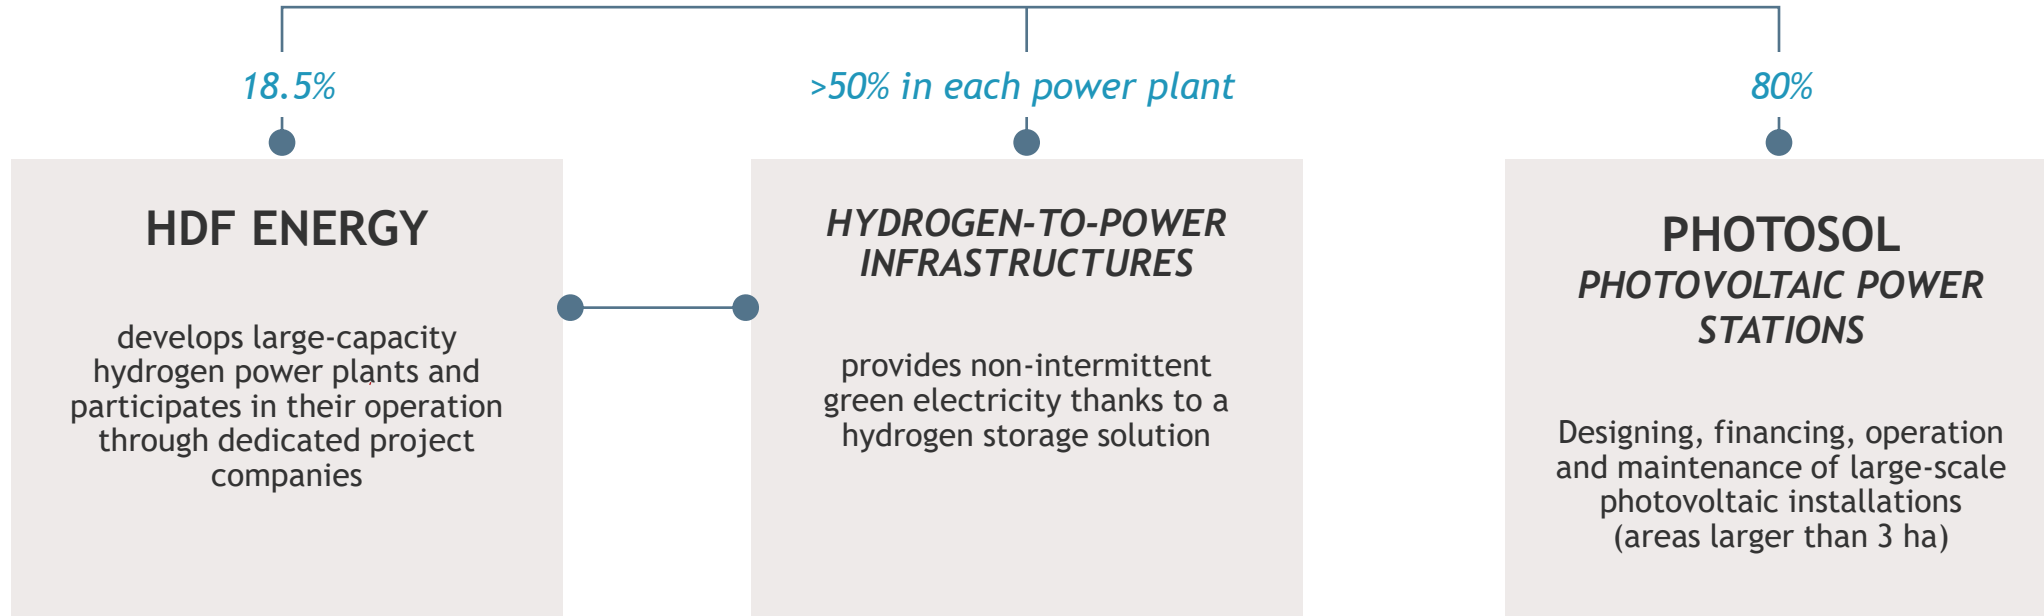 18.5%
>50% in each power plant
80%
HDF ENERGY
develops large-capacity
hydrogen power plants and
participates in their operation
through dedicated project
companies
HYDROGEN-TO-POWER
INFRASTRUCTURES
provides non-intermittent
green electricity thanks to a
hydrogen storage solution
PHOTOSOL
PHOTOVOLTAIC POWER
STATIONS
Designing, financing, operation
and maintenance of large-scale
photovoltaic installations
(areas larger than 3 ha)